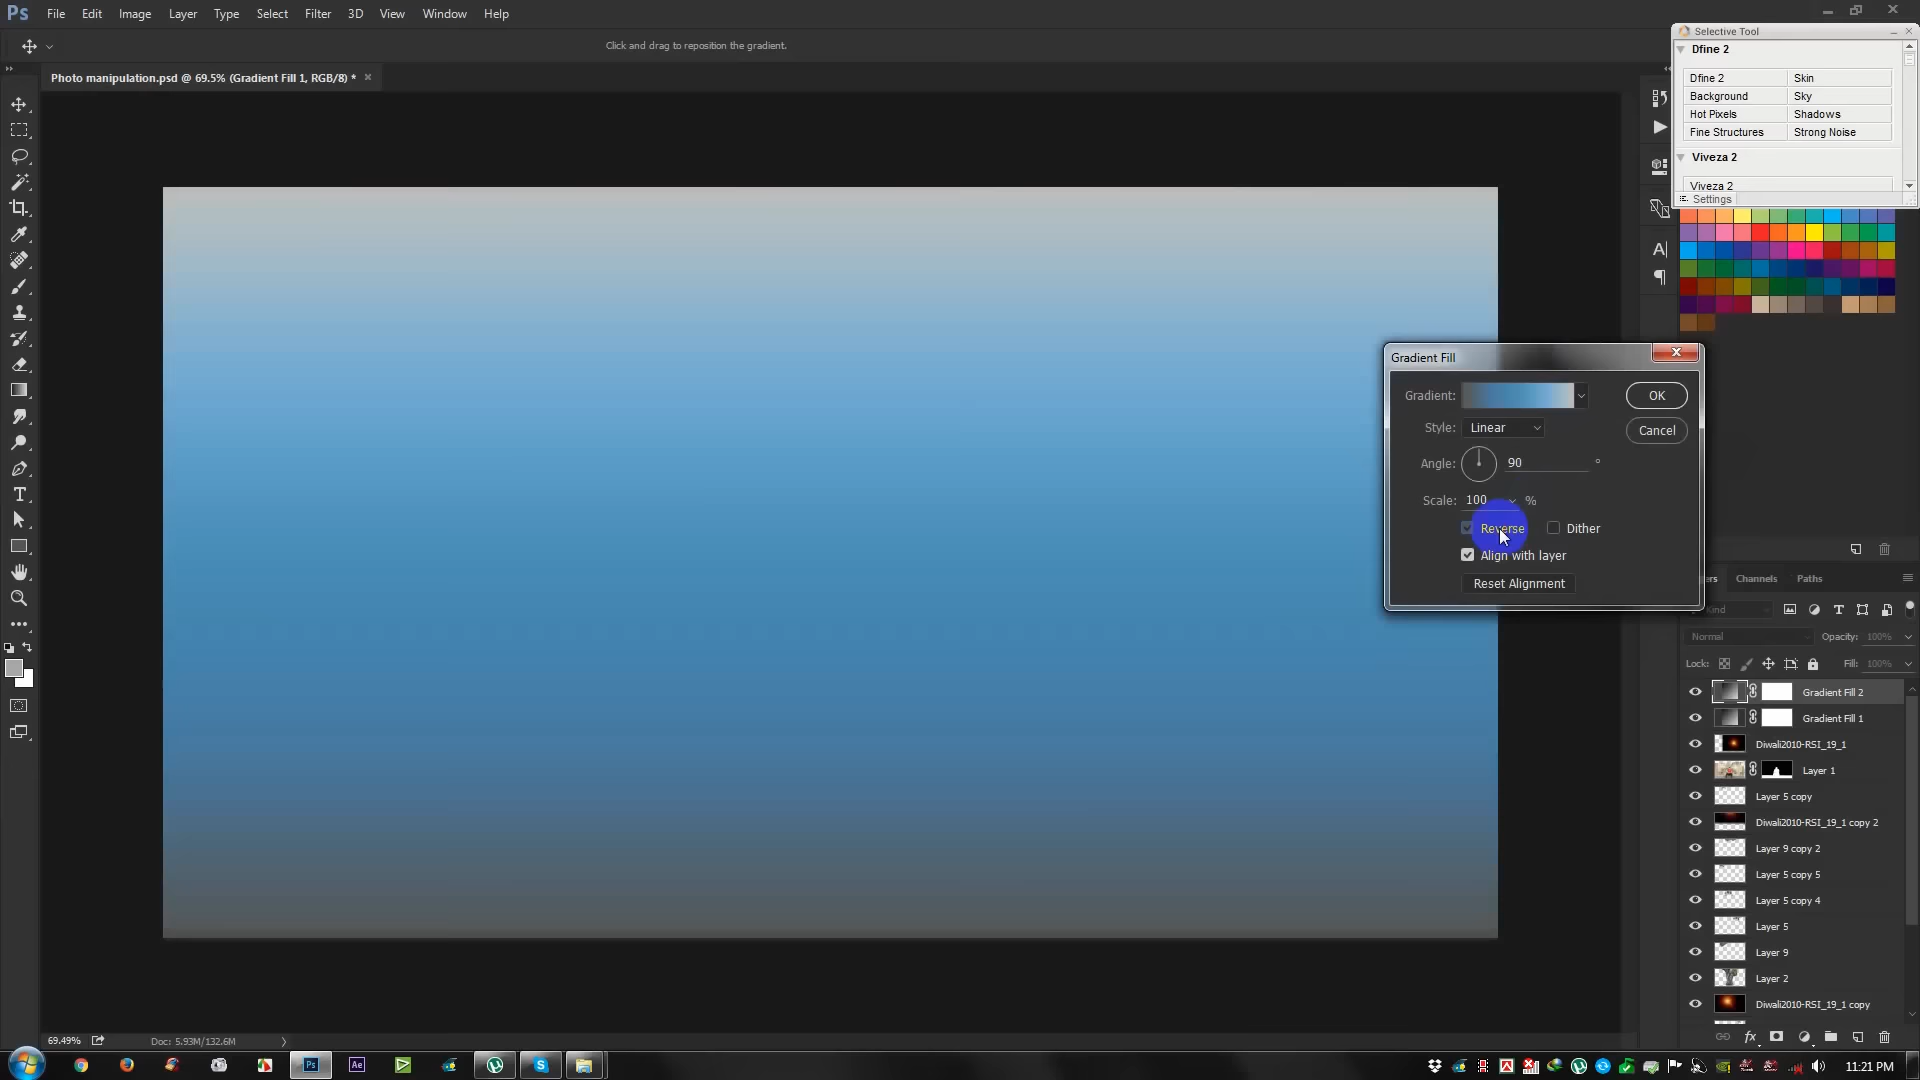 Ps File Edit Image Layer Type Select Filter 3D View Window Help
Click and drag to reposition the gradient.
Photo manipulation.psd @ 69.5% (Gradient Fill 1, RGB/8) * ×
Selective Tool
Dfine 2
Dfine 2 Skin
Background Sky
Hot Pixels Shadows
Fine Structures Strong Noise
Viveza 2
Viveza 2
Settings
Gradient Fill
Gradient: OK
Style: Linear Cancel
Angle: 90 °
Scale: 100 %
Reverse Dither
Align with layer
Reset Alignment
Channels Paths
Kind
Normal Opacity: 100%
Lock: Fill: 100%
Gradient Fill 2
Gradient Fill 1
Diwali2010-RSI_19_1
Layer 1
Layer 5 copy
Diwali2010-RSI_19_1 copy 2
Layer 9 copy 2
Layer 5 copy 5
Layer 5 copy 4
Layer 5
Layer 9
Layer 2
Diwali2010-RSI_19_1 copy
fx
69.49% Doc: 5.93M/132.6M
Ps Ae
11:21 PM